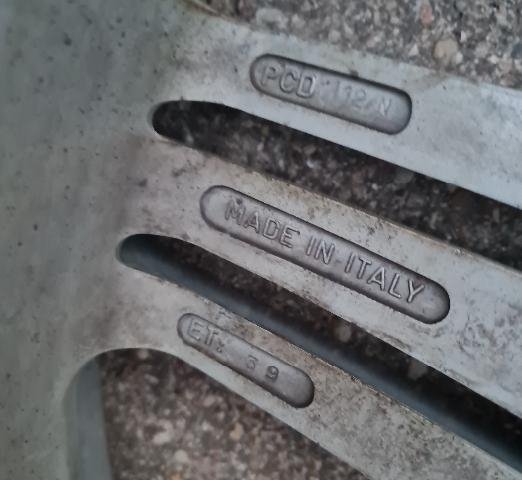 PCD 112/N
MADE IN ITALY
ET: 39